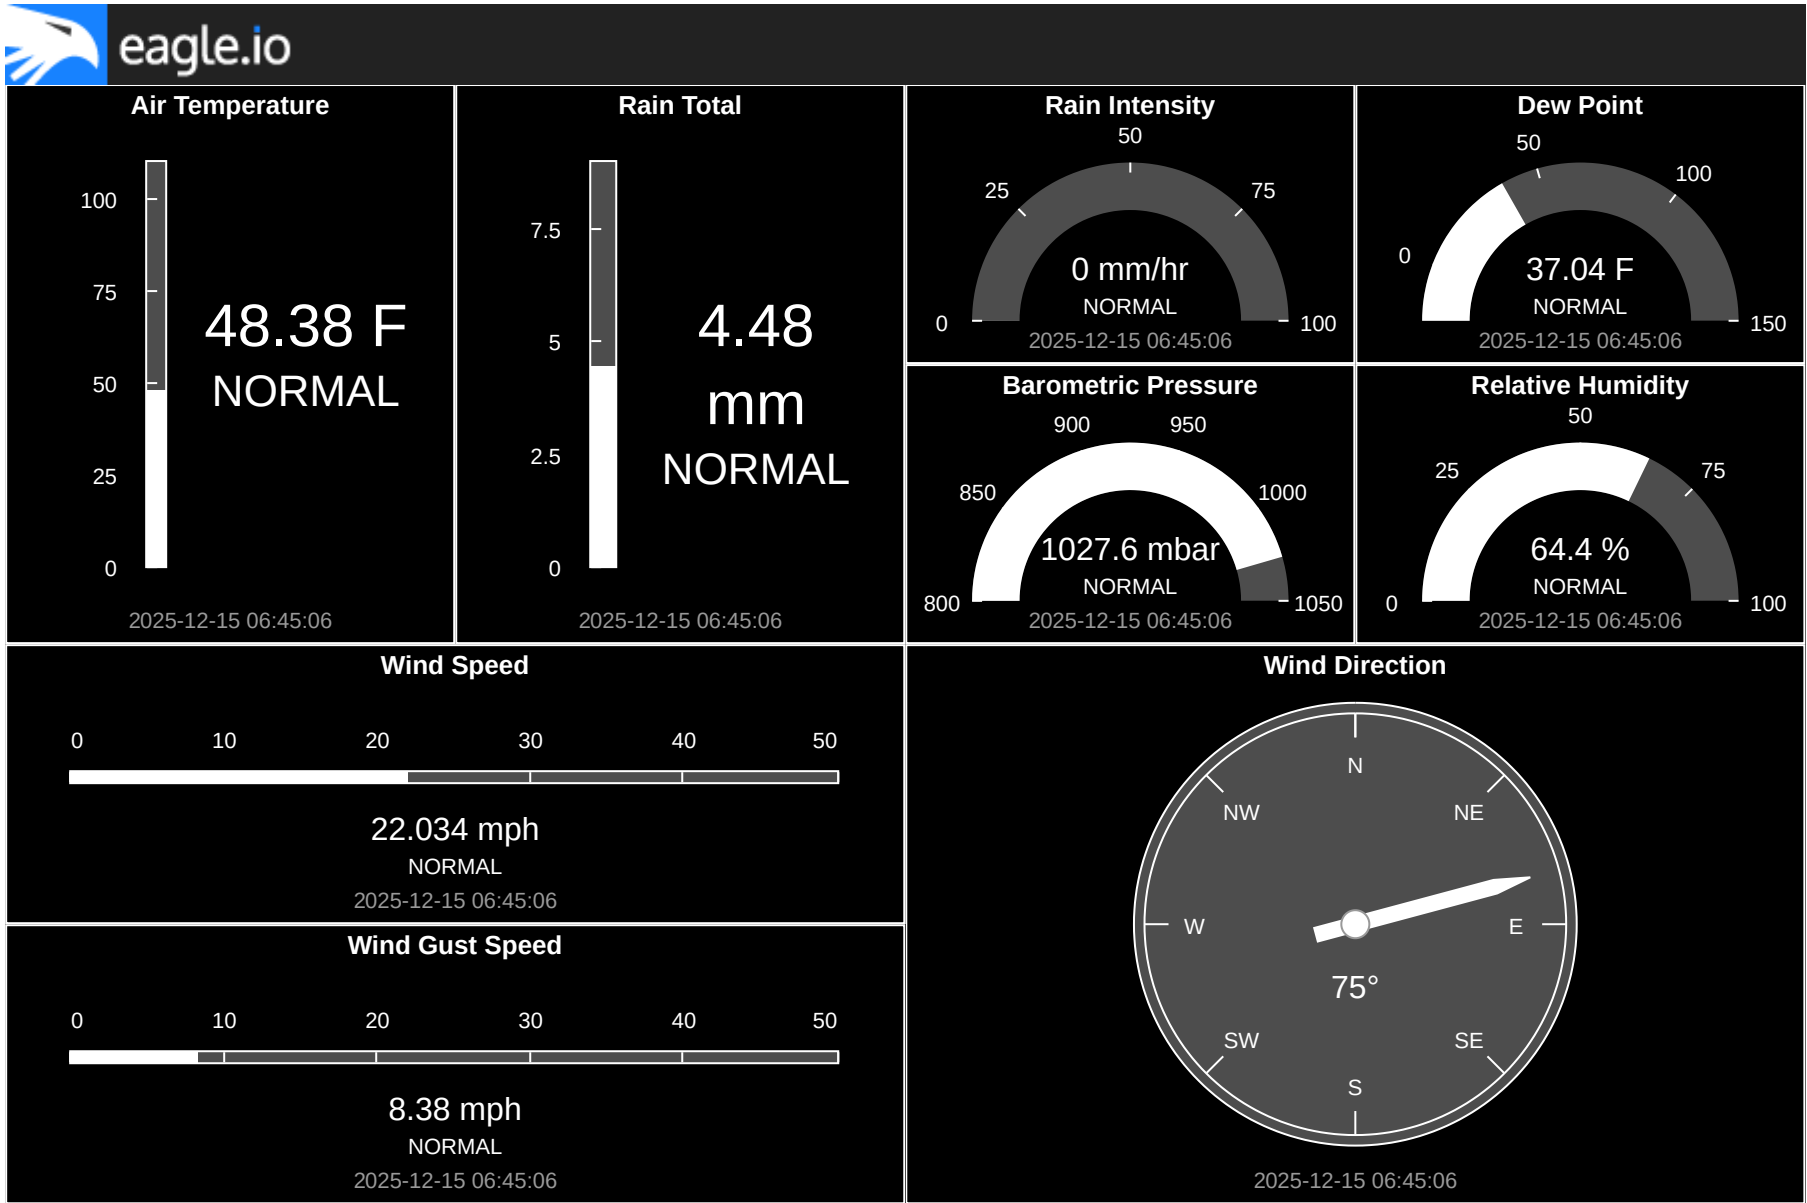 eagle.io
Air Temperature
100
75
50
25
0
48.38 F
NORMAL
2025-12-15 06:45:06
Rain Total
7.5
5
2.5
0
4.48
mm
NORMAL
2025-12-15 06:45:06
Rain Intensity
50
25
75
0
100
0 mm/hr
NORMAL
2025-12-15 06:45:06
Dew Point
50
100
0
150
37.04 F
NORMAL
2025-12-15 06:45:06
Barometric Pressure
900
950
850
1000
800
1050
1027.6 mbar
NORMAL
2025-12-15 06:45:06
Relative Humidity
50
25
75
0
100
64.4 %
NORMAL
2025-12-15 06:45:06
Wind Speed
0 10 20 30 40 50
22.034 mph
NORMAL
2025-12-15 06:45:06
Wind Gust Speed
0 10 20 30 40 50
8.38 mph
NORMAL
2025-12-15 06:45:06
Wind Direction
N
NW NE
W E
75°
SW SE
S
2025-12-15 06:45:06